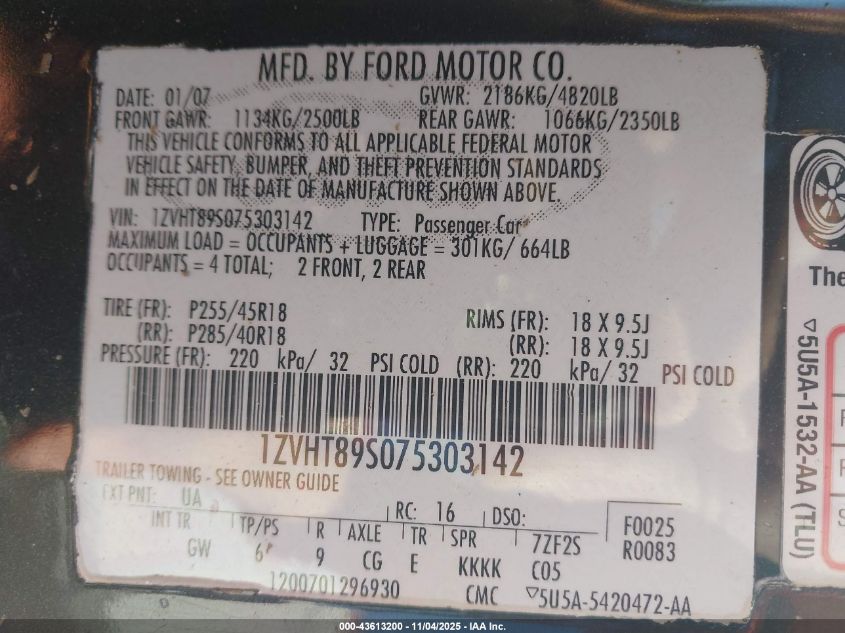 MFD. BY FORD MOTOR CO.
DATE: 01/07 GVWR: 2186KG/4820LB
FRONT GAWR: 1134KG/2500LB REAR GAWR: 1066KG/2350LB
THIS VEHICLE CONFORMS TO ALL APPLICABLE FEDERAL MOTOR
VEHICLE SAFETY, BUMPER, AND THEFT PREVENTION STANDARDS
IN EFFECT ON THE DATE OF MANUFACTURE SHOWN ABOVE.
VIN: 1ZVHT89S075303142 TYPE: Passenger Car
MAXIMUM LOAD = OCCUPANTS + LUGGAGE = 301KG/ 664LB
OCCUPANTS = 4 TOTAL; 2 FRONT, 2 REAR
TIRE (FR): P255/45R18 RIMS (FR): 18 X 9.5J
(RR): P285/40R18 (RR): 18 X 9.5J
PRESSURE (FR): 220 kPa/ 32 PSI COLD (RR): 220 kPa/ 32 PSI COLD
1ZVHT89S075303142
TRAILER TOWING - SEE OWNER GUIDE
EXT PNT: UA RC: 16 DSO: F0025
INT TR TP/PS R AXLE TR SPR 7ZF2S R0083
GW 6 9 CG E KKKK C05
1200701296930 CMC ▽5U5A-5420472-AA
The
▽5U5A-1532-AA (TLU)
000-43613200 - 11/04/2025 - IAA Inc.